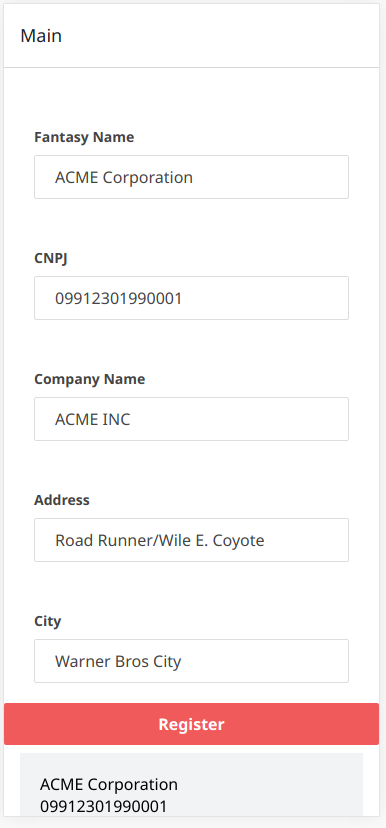 Main
Fantasy Name
ACME Corporation
CNPJ
09912301990001
Company Name
ACME INC
Address
Road Runner/Wile E. Coyote
City
Warner Bros City
Register
ACME Corporation
09912301990001